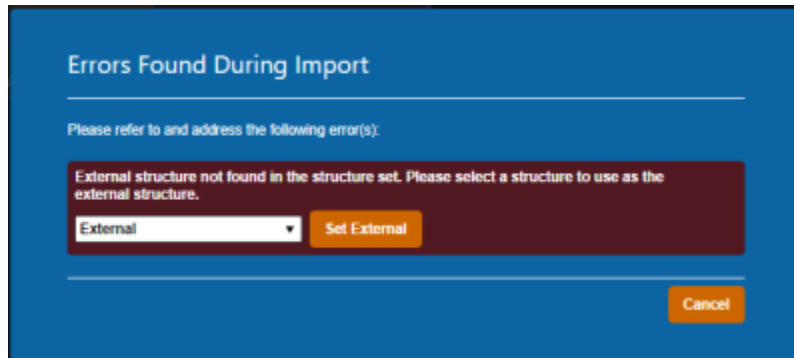 Errors Found During Import
Please refer to and address the following error(s):
External structure not found in the structure set. Please select a structure to use as the
external structure.
External Set External
Cancel